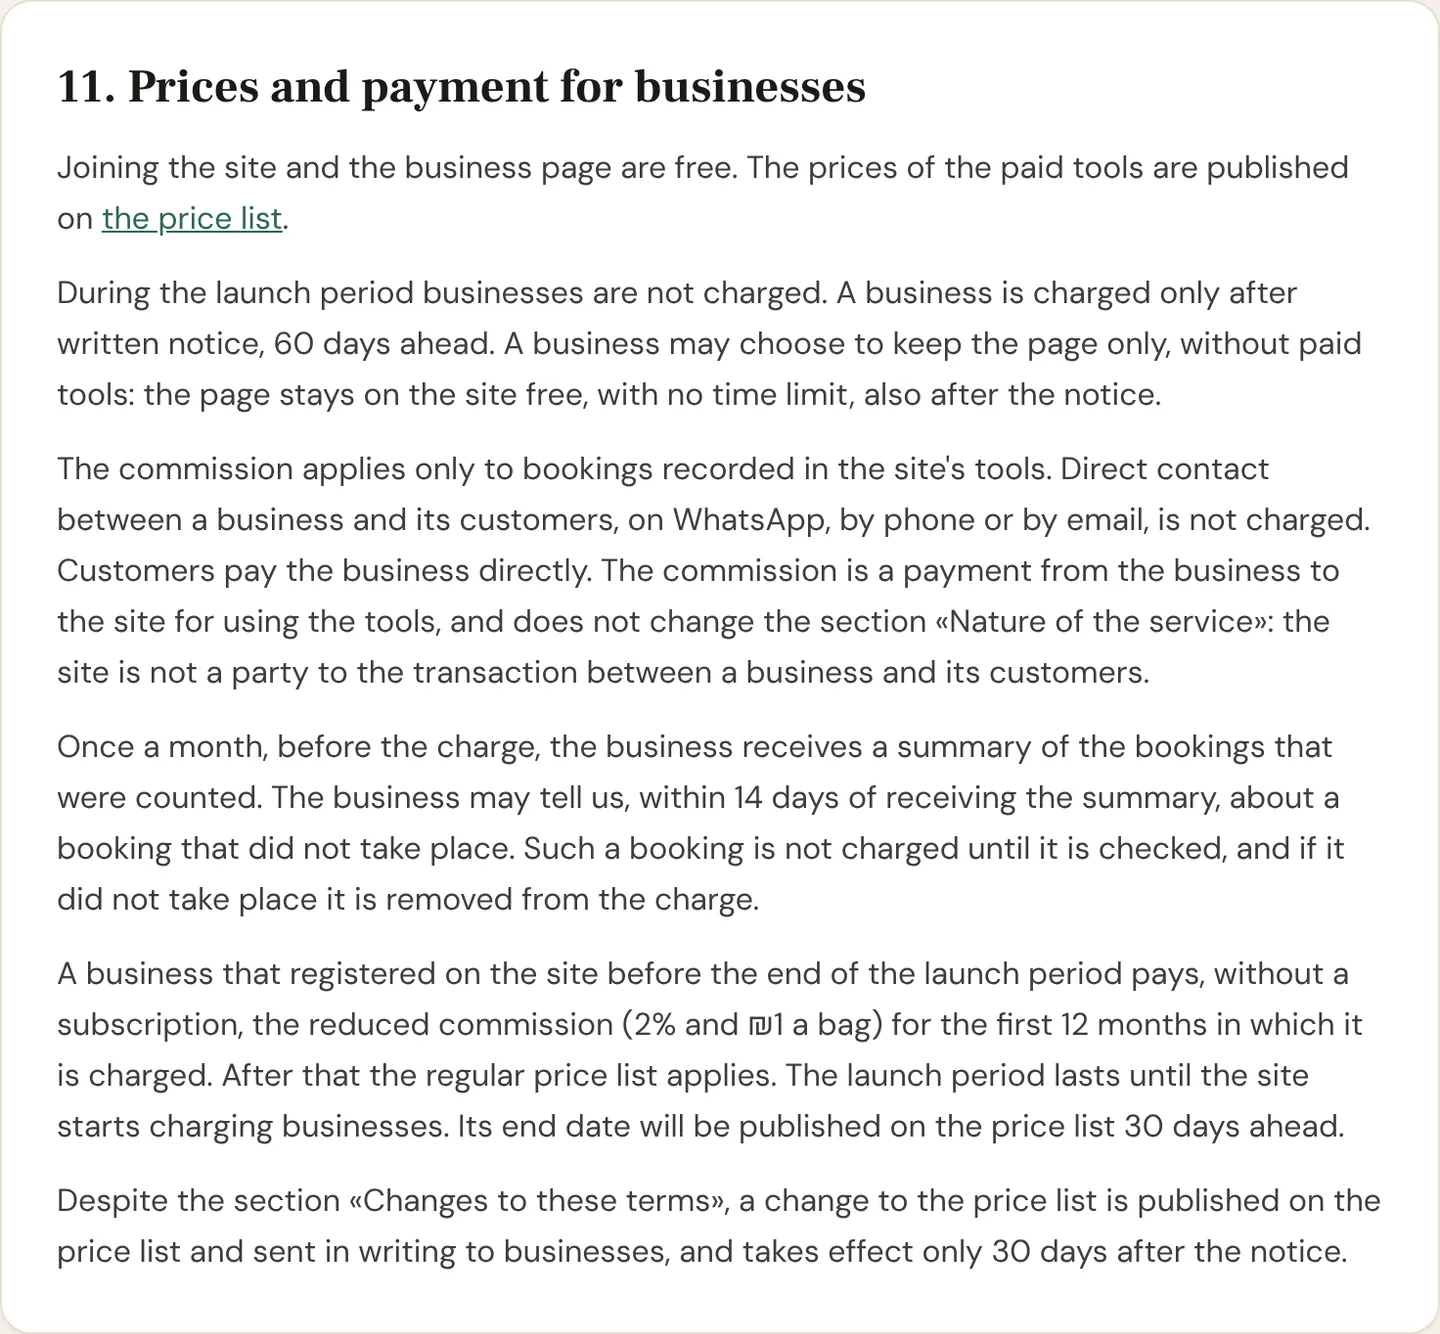 11. Prices and payment for businesses
Joining the site and the business page are free. The prices of the paid tools are published
on the price list.
During the launch period businesses are not charged. A business is charged only after
written notice, 60 days ahead. A business may choose to keep the page only, without paid
tools: the page stays on the site free, with no time limit, also after the notice.
The commission applies only to bookings recorded in the site's tools. Direct contact
between a business and its customers, on WhatsApp, by phone or by email, is not charged.
Customers pay the business directly. The commission is a payment from the business to
the site for using the tools, and does not change the section «Nature of the service»: the
site is not a party to the transaction between a business and its customers.
Once a month, before the charge, the business receives a summary of the bookings that
were counted. The business may tell us, within 14 days of receiving the summary, about a
booking that did not take place. Such a booking is not charged until it is checked, and if it
did not take place it is removed from the charge.
A business that registered on the site before the end of the launch period pays, without a
subscription, the reduced commission (2% and ₪1 a bag) for the first 12 months in which it
is charged. After that the regular price list applies. The launch period lasts until the site
starts charging businesses. Its end date will be published on the price list 30 days ahead.
Despite the section «Changes to these terms», a change to the price list is published on the
price list and sent in writing to businesses, and takes effect only 30 days after the notice.